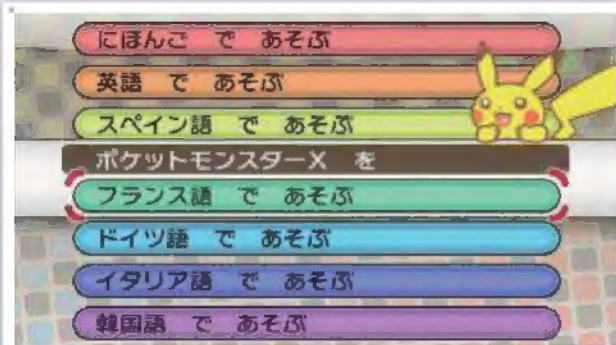 にほんご で あそぶ
英語 で あそぶ
スペイン語 で あそぶ
ポケットモンスターX を
フランス語 で あそぶ
ドイツ語 で あそぶ
イタリア語 で あそぶ
韓国語 で あそぶ